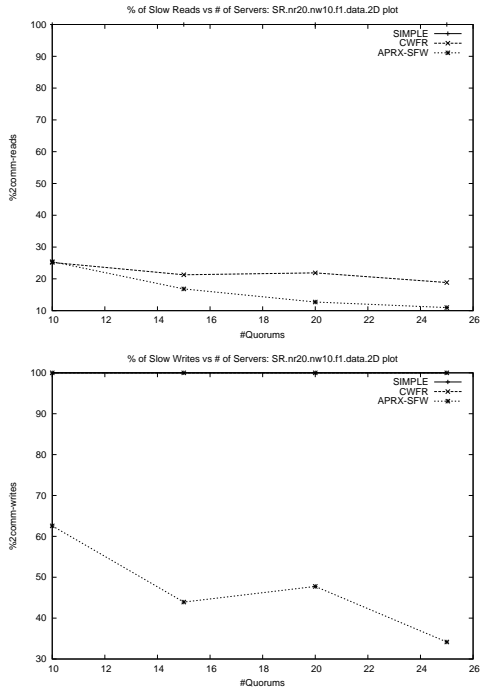 % of Slow Reads vs # of Servers: SR.nr20.nw10.f1.data.2D plot
SIMPLE
CWFR
APRX-SFW
100
90
80
70
60
50
40
30
20
10
%2comm-reads
10 12 14 16 18 20 22 24 26
#Quorums
% of Slow Writes vs # of Servers: SR.nr20.nw10.f1.data.2D plot
SIMPLE
CWFR
APRX-SFW
100
90
80
70
60
50
40
30
%2comm-writes
10 12 14 16 18 20 22 24 26
#Quorums